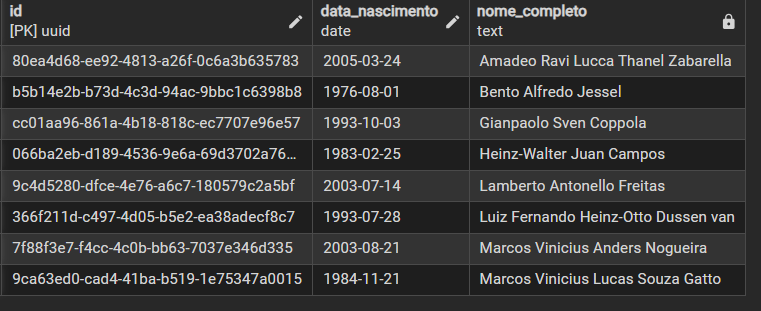 id data_nascimento nome_completo
[PK] uuid date text
80ea4d68-ee92-4813-a26f-0c6a3b635783 2005-03-24 Amadeo Ravi Lucca Thanel Zabarella
b5b14e2b-b73d-4c3d-94ac-9bbc1c6398b8 1976-08-01 Bento Alfredo Jessel
cc01aa96-861a-4b18-818c-ec7707e96e57 1993-10-03 Gianpaolo Sven Coppola
066ba2eb-d189-4536-9e6a-69d3702a76... 1983-02-25 Heinz-Walter Juan Campos
9c4d5280-dfce-4e76-a6c7-180579c2a5bf 2003-07-14 Lamberto Antonello Freitas
366f211d-c497-4d05-b5e2-ea38adecf8c7 1993-07-28 Luiz Fernando Heinz-Otto Dussen van
7f88f3e7-f4cc-4c0b-bb63-7037e346d335 2003-08-21 Marcos Vinicius Anders Nogueira
9ca63ed0-cad4-41ba-b519-1e75347a0015 1984-11-21 Marcos Vinicius Lucas Souza Gatto